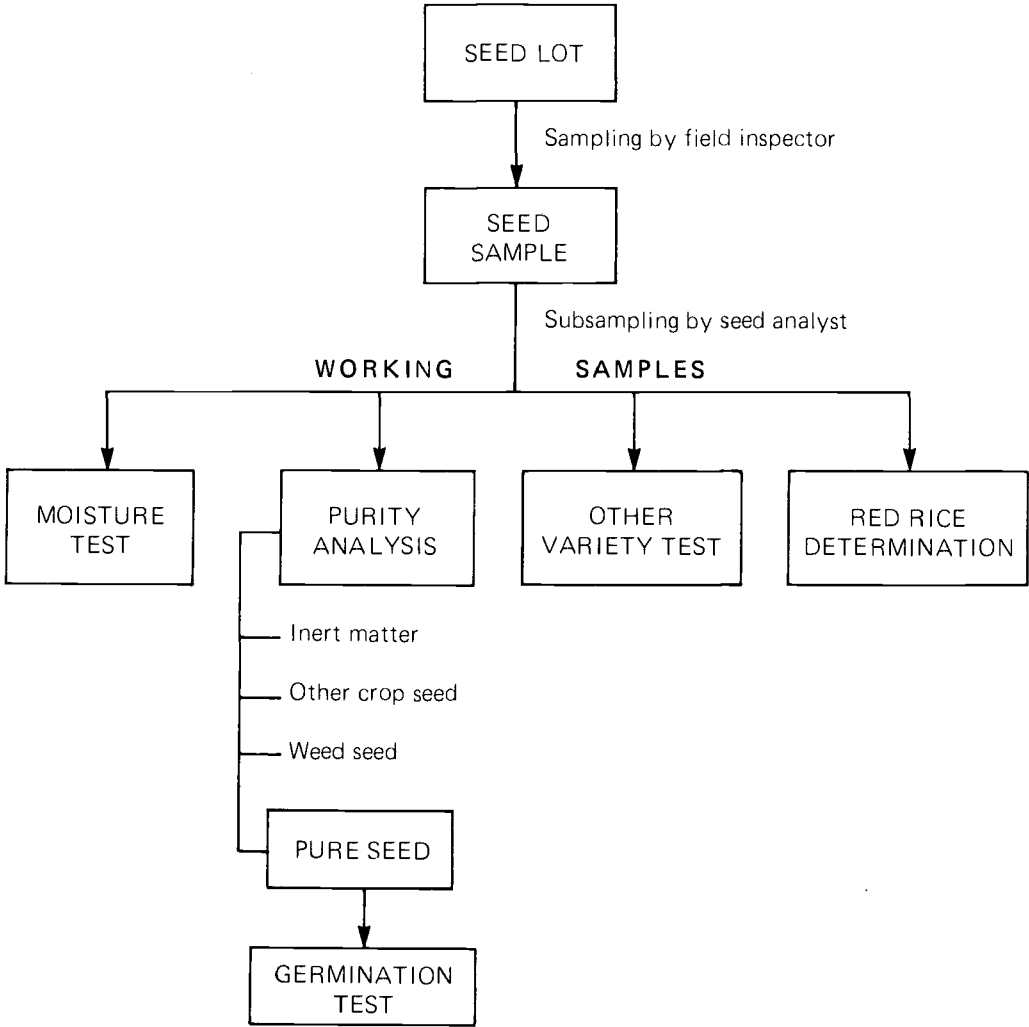 SEED LOT
Sampling by field inspector
SEED
SAMPLE
Subsampling by seed analyst
WORKING SAMPLES
MOISTURE
TEST
PURITY
ANALYSIS
OTHER
VARIETY TEST
RED RICE
DETERMINATION
Inert matter
Other crop seed
Weed seed
PURE SEED
GERMINATION
TEST